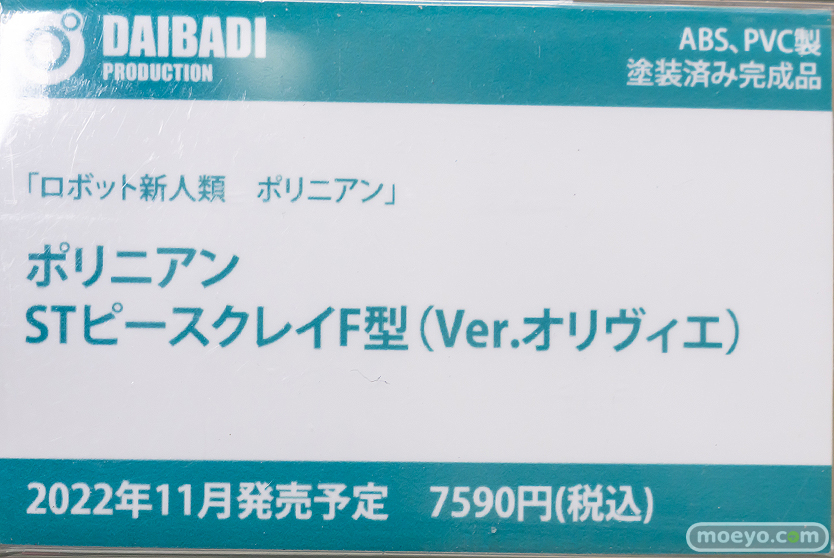 DAIBADI
PRODUCTION
ABS、PVC製
塗装済み完成品
「ロボット新人類　ポリニアン」
ポリニアン
STピースクレイF型（Ver.オリヴィエ）
2022年11月発売予定　7590円(税込)
moeyo.com